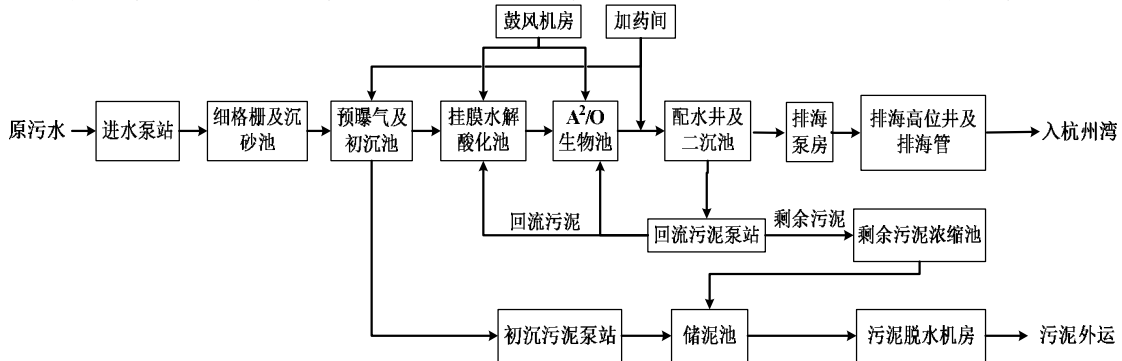 鼓风机房
加药间
原污水
进水泵站
细格栅及沉
砂池
预曝气及
初沉池
挂膜水解
酸化池
A²/O
生物池
配水井及
二沉池
排海
泵房
排海高位井及
排海管
入杭州湾
回流污泥
回流污泥泵站
剩余污泥
剩余污泥浓缩池
初沉污泥泵站
储泥池
污泥脱水机房
污泥外运